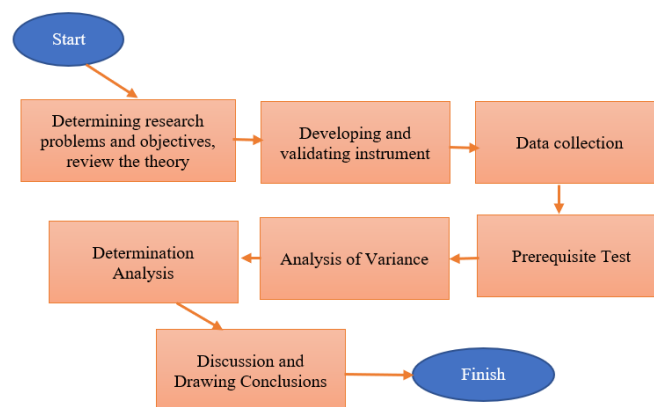 Start
Determining research
problems and objectives,
review the theory
Developing and
validating instrument
Data collection
Prerequisite Test
Analysis of Variance
Determination
Analysis
Discussion and
Drawing Conclusions
Finish